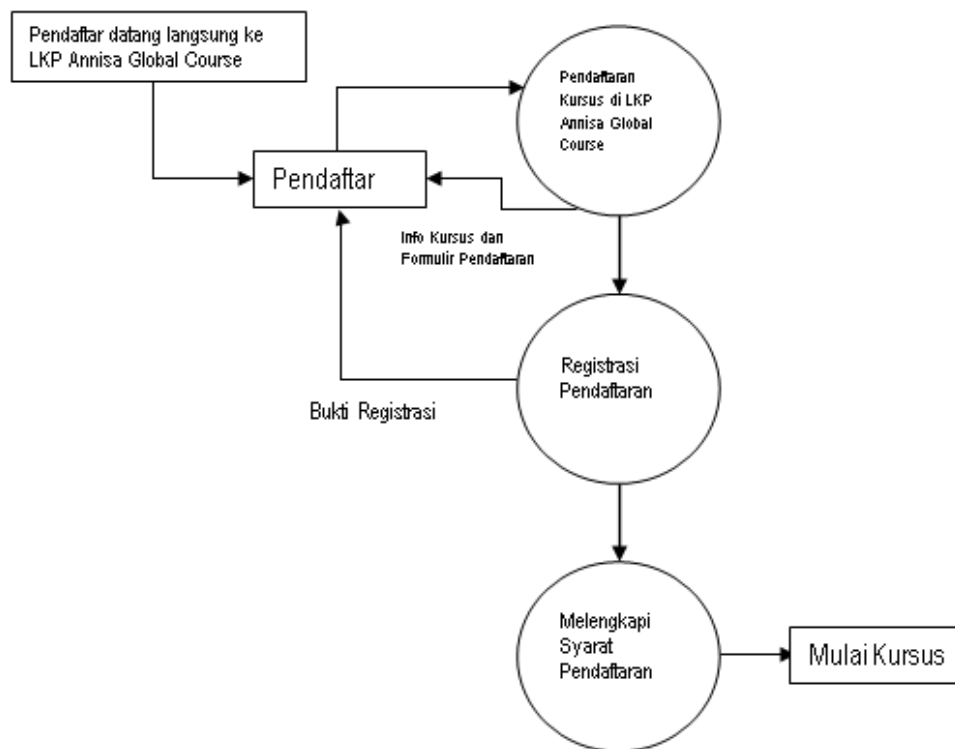 Pendaftar datang langsung ke
LKP Annisa Global Course
Pendaftaran
Kursus di LKP
Annisa Global
Course
Pendaftar
Info Kursus dan
Formulir Pendaftaran
Registrasi
Pendaftaran
Bukti Registrasi
Melengkapi
Syarat
Pendaftaran
Mulai Kursus